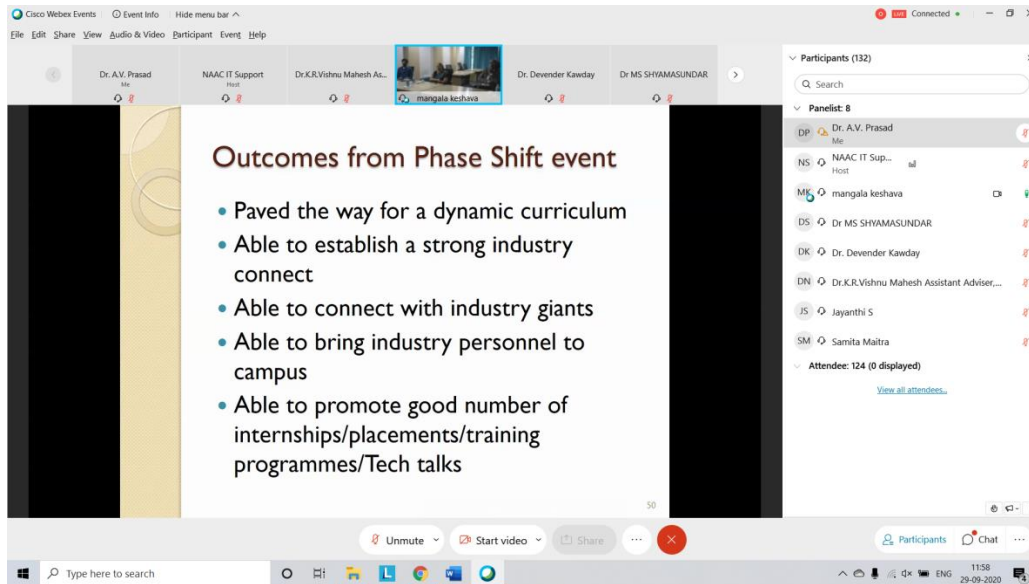 Cisco Webex Events
Event Info
Hide menu bar
Connected
File Edit Share View Audio & Video Participant Event Help
Dr. A.V. Prasad
Me
NAAC IT Support
Host
Dr.K.R.Vishnu Mahesh As...
mangala keshava
Dr. Devender Kawday
Dr MS SHYAMASUNDAR
Outcomes from Phase Shift event
• Paved the way for a dynamic curriculum
• Able to establish a strong industry
connect
• Able to connect with industry giants
• Able to bring industry personnel to
campus
• Able to promote good number of
internships/placements/training
programmes/Tech talks
50
Participants (132)
Search
Panelist: 8
DP Dr. A.V. Prasad
Me
NS NAAC IT Sup...
Host
MK mangala keshava
DS Dr MS SHYAMASUNDAR
DK Dr. Devender Kawday
DN Dr.K.R.Vishnu Mahesh Assistant Adviser,...
JS Jayanthi S
SM Samita Maitra
Attendee: 124 (0 displayed)
View all attendees..
Unmute
Start video
Share
Participants
Chat
Type here to search
ENG
11:58
29-09-2020